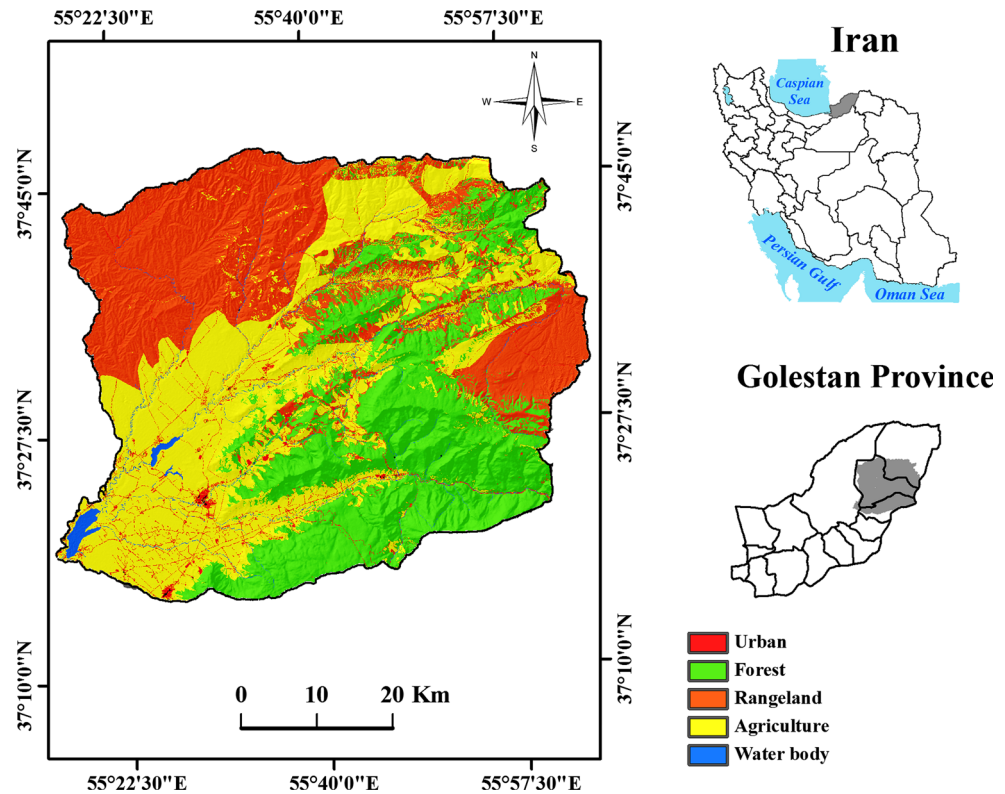 55°22'30"E 55°40'0"E 55°57'30"E
N
W E
S
37°45'0"N
37°27'30"N
37°10'0"N
37°45'0"N
37°27'30"N
37°10'0"N
0 10 20 Km
55°22'30"E 55°40'0"E 55°57'30"E
Iran
Caspian
Sea
Persian Gulf
Oman Sea
Golestan Province
Urban
Forest
Rangeland
Agriculture
Water body